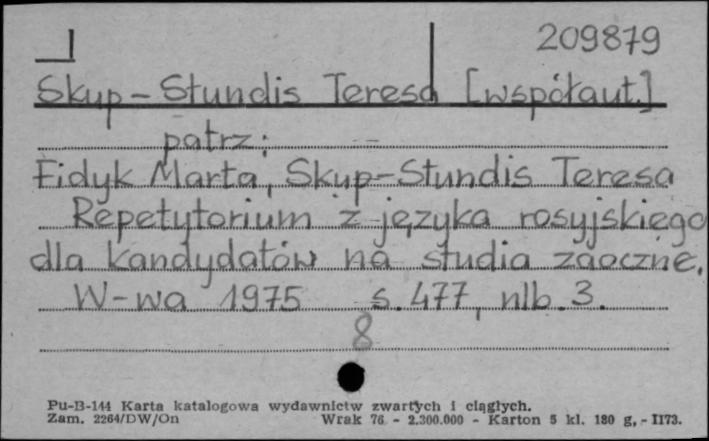 209879
Skup-Stundis Teresa [współaut.]
patrz:
Fidyk Marta, Skup-Stundis Teresa
Repetytorium z języka rosyjskiego
dla kandydatów na studia zaoczne.
W-wa 1975 s. 477, nlb. 3.
8
Pu-B-144 Karta katalogowa wydawnictw zwartych i ciągłych.
Zam. 2264/DW/On Wrak 76 - 2.300.000 - Karton 5 kl. 180 g, - II73.